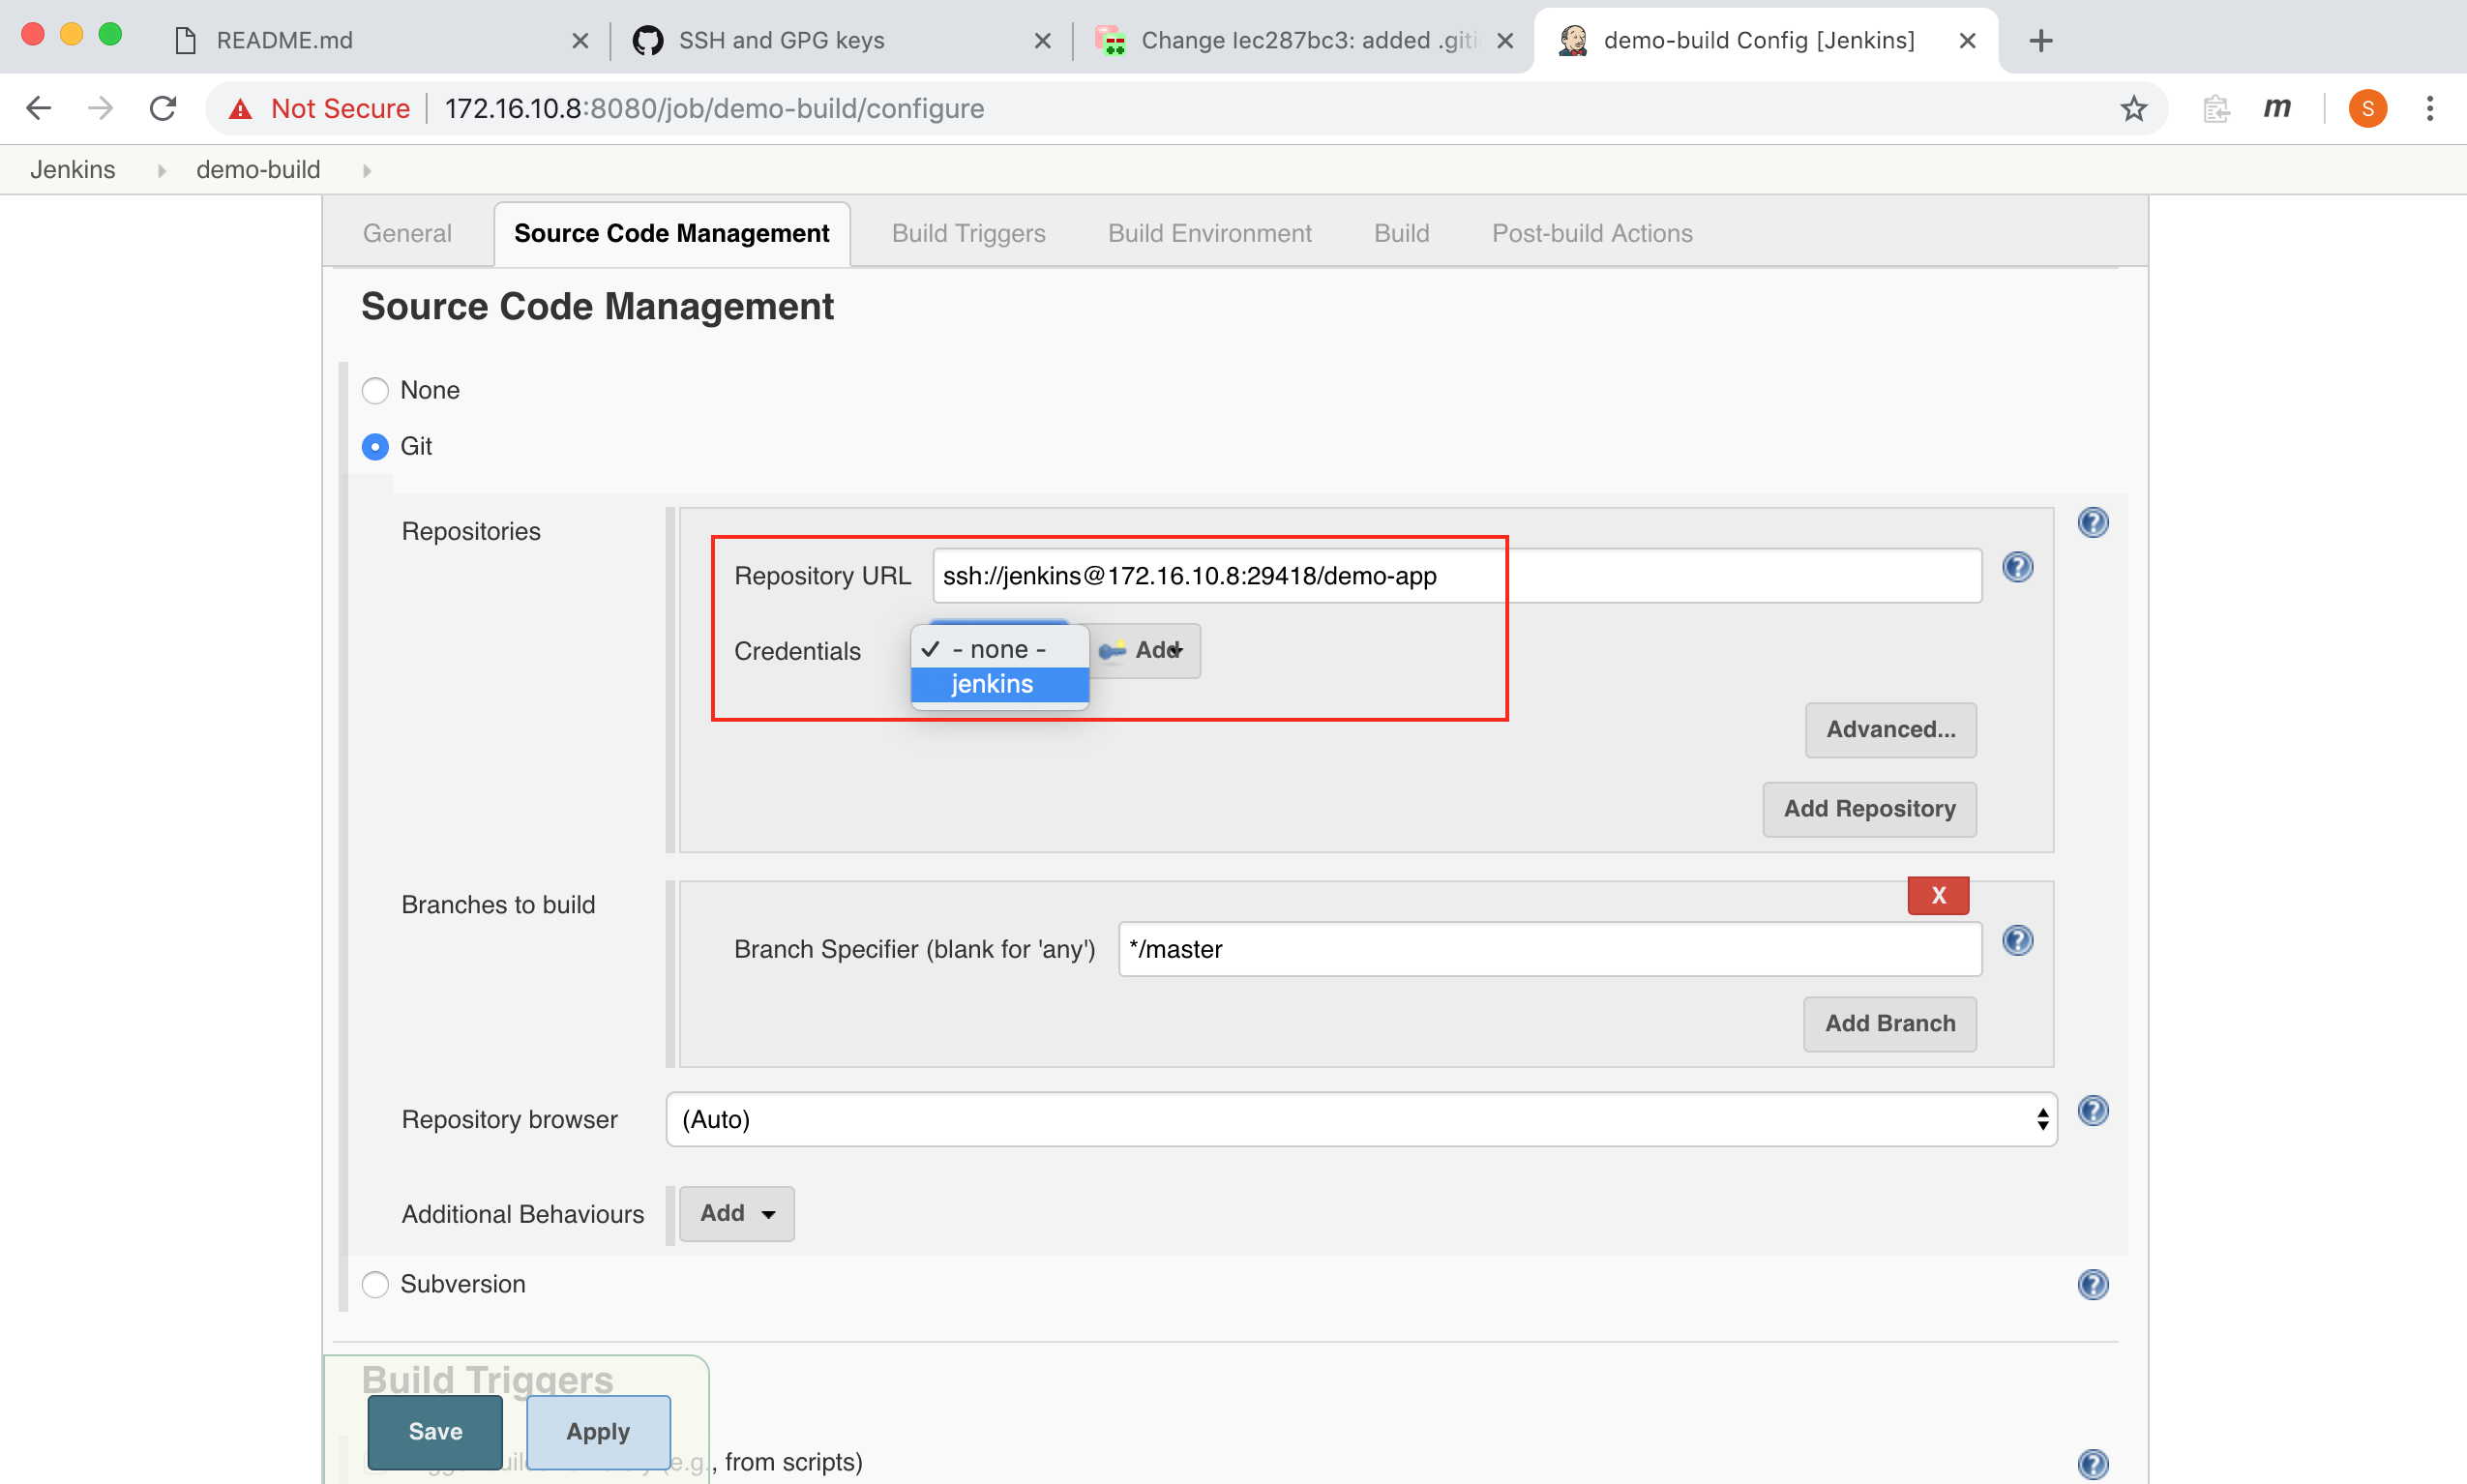 README.md
SSH and GPG keys
Change Iec287bc3: added .giti
demo-build Config [Jenkins]
Not Secure
172.16.10.8:8080/job/demo-build/configure
m
S
Jenkins
demo-build
General
Source Code Management
Build Triggers
Build Environment
Build
Post-build Actions
Source Code Management
None
Git
Repositories
Repository URL
ssh://jenkins@172.16.10.8:29418/demo-app
Credentials
- none -
Add
jenkins
Advanced...
Add Repository
Branches to build
X
Branch Specifier (blank for 'any')
*/master
Add Branch
Repository browser
(Auto)
Additional Behaviours
Add
Subversion
Build Triggers
Save
Apply
(e.g., from scripts)